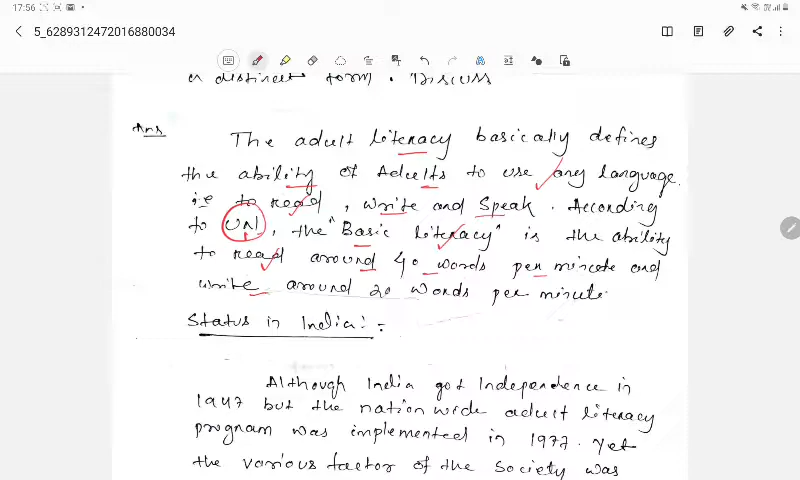 17:56
5_6289312472016880034
a distinct form. Discuss
Ans
The adult literacy basically defines
the ability of Adults to use any language.
i.e to read, write and Speak. According
to UN, the "Basic literacy" is the ability
to read around 40 words per minute and
write around 20 words per minute.
Status in India:-
Although India got Independence in
1947 but the nation wide adult literacy
program was implemented in 1977. Yet
the various factor of the Society was